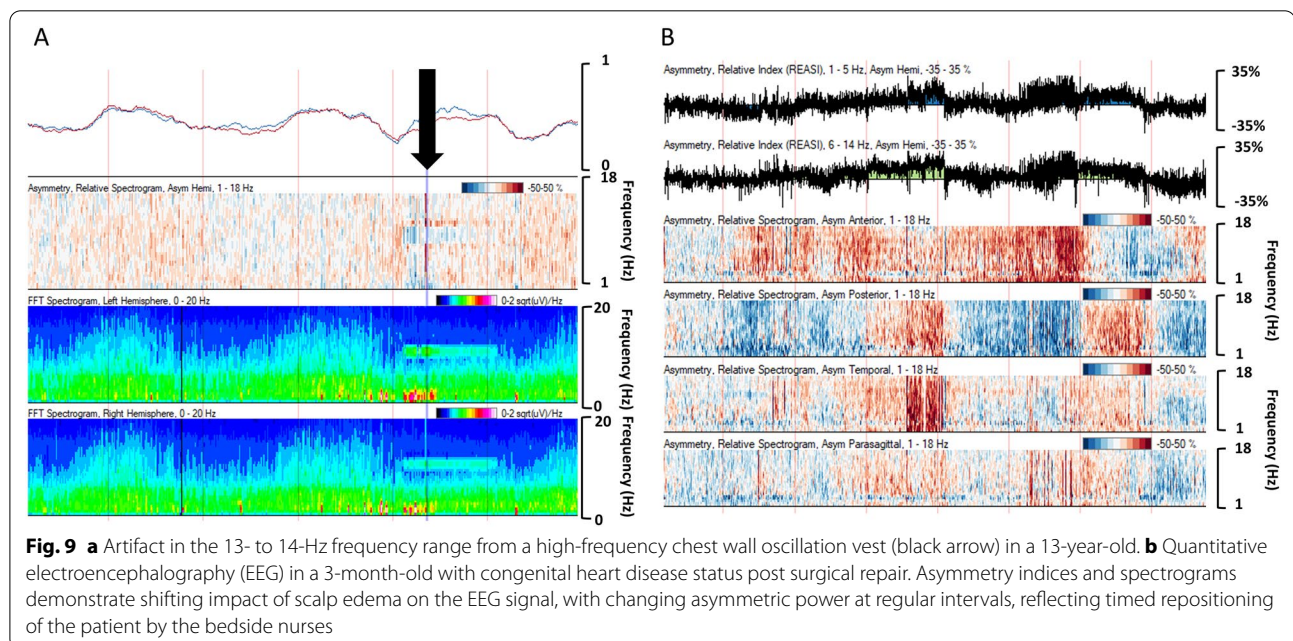 A
1
0
Asymmetry, Relative Spectrogram, Asym Hemi, 1 - 18 Hz
-50-50 %
18
1
Frequency (Hz)
FFT Spectrogram, Left Hemisphere, 0 - 20 Hz
0-2 sqrt(uV)/Hz
20
0
Frequency (Hz)
FFT Spectrogram, Right Hemisphere, 0 - 20 Hz
0-2 sqrt(uV)/Hz
20
0
Frequency (Hz)
B
Asymmetry, Relative Index (REASI), 1 - 5 Hz, Asym Hemi, -35 - 35 %
35%
-35%
Asymmetry, Relative Index (REASI), 6 - 14 Hz, Asym Hemi, -35 - 35 %
35%
-35%
Asymmetry, Relative Spectrogram, Asym Anterior, 1 - 18 Hz
-50-50 %
18
1
Frequency (Hz)
Asymmetry, Relative Spectrogram, Asym Posterior, 1 - 18 Hz
-50-50 %
18
1
Asymmetry, Relative Spectrogram, Asym Temporal, 1 - 18 Hz
-50-50 %
18
1
Frequency (Hz)
Asymmetry, Relative Spectrogram, Asym Parasagittal, 1 - 18 Hz
-50-50 %
18
1
Fig. 9 a Artifact in the 13- to 14-Hz frequency range from a high-frequency chest wall oscillation vest (black arrow) in a 13-year-old. b Quantitative
electroencephalography (EEG) in a 3-month-old with congenital heart disease status post surgical repair. Asymmetry indices and spectrograms
demonstrate shifting impact of scalp edema on the EEG signal, with changing asymmetric power at regular intervals, reflecting timed repositioning
of the patient by the bedside nurses